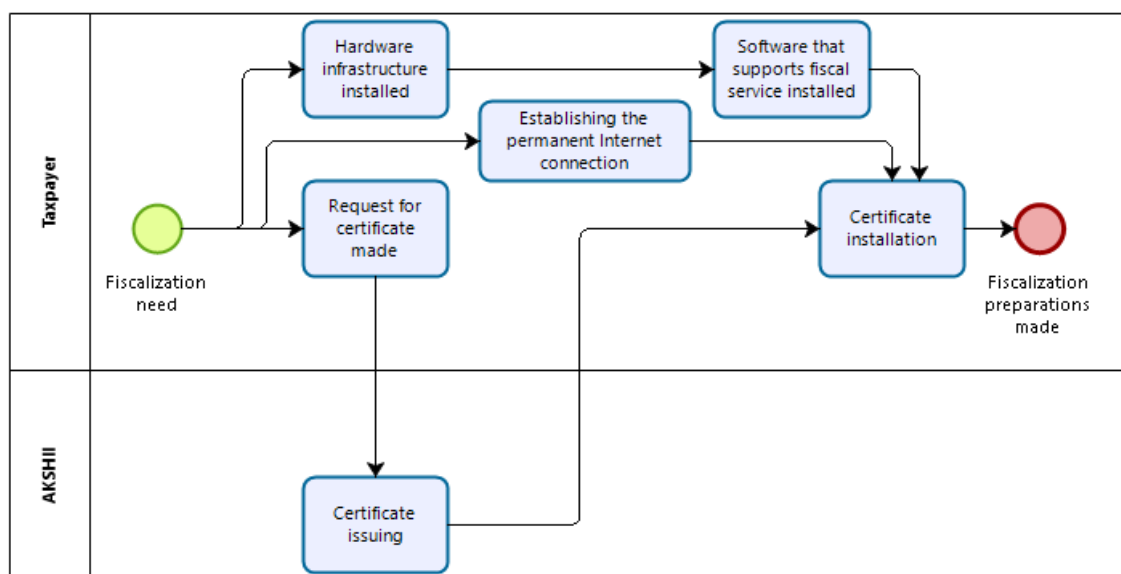 Taxpayer
Hardware
infrastructure
installed
Software that
supports fiscal
service installed
Establishing the
permanent Internet
connection
Request for
certificate
made
Certificate
installation
Fiscalization
need
Fiscalization
preparations
made
AKSHII
Certificate
issuing